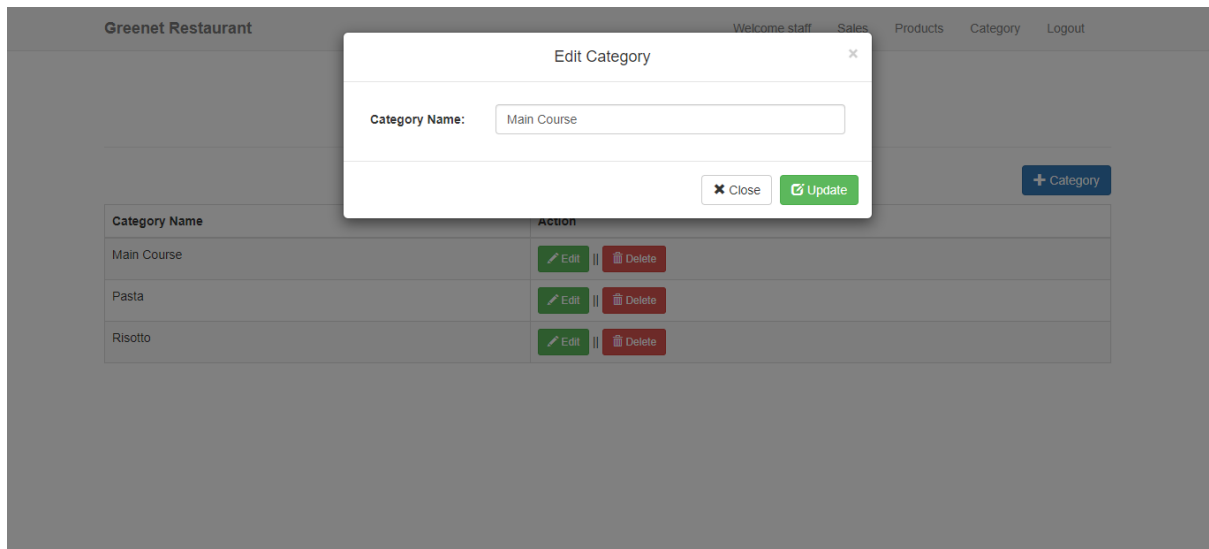 Greenet Restaurant Welcome staff Sales Products Category Logout
Edit Category ×
Category Name: Main Course
Close Update
+ Category
Category Name Action
Main Course Edit || Delete
Pasta Edit || Delete
Risotto Edit || Delete